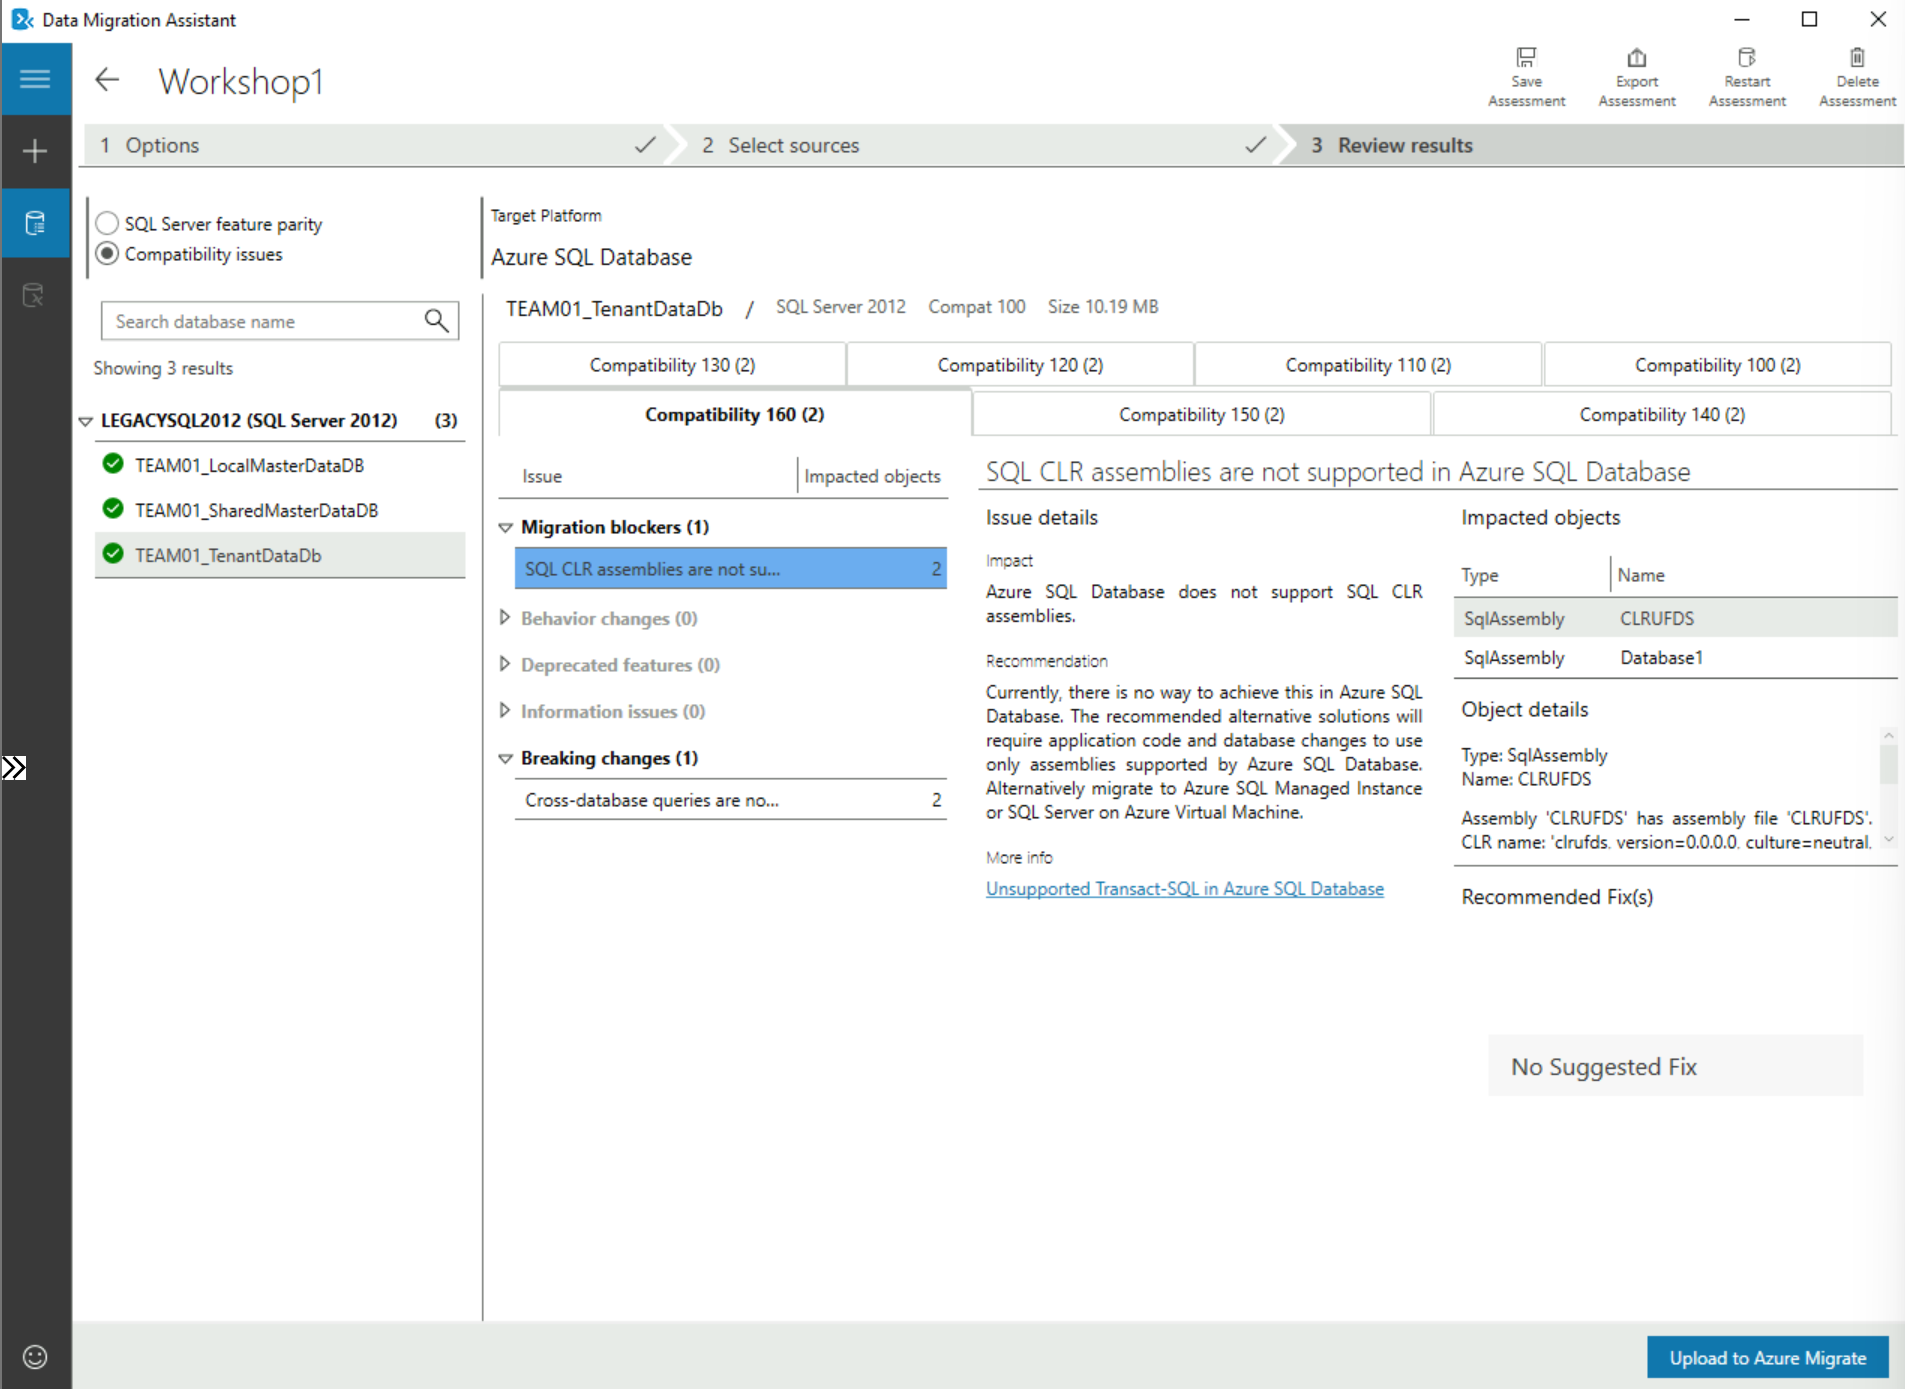 Data Migration Assistant
Workshop1
Save Assessment
Export Assessment
Restart Assessment
Delete Assessment
1 Options
2 Select sources
3 Review results
SQL Server feature parity
Compatibility issues
Search database name
Showing 3 results
LEGACYSQL2012 (SQL Server 2012) (3)
TEAM01_LocalMasterDataDB
TEAM01_SharedMasterDataDB
TEAM01_TenantDataDb
Target Platform
Azure SQL Database
TEAM01_TenantDataDb / SQL Server 2012 Compat 100 Size 10.19 MB
Compatibility 130 (2)
Compatibility 120 (2)
Compatibility 110 (2)
Compatibility 100 (2)
Compatibility 160 (2)
Compatibility 150 (2)
Compatibility 140 (2)
Issue Impacted objects
Migration blockers (1)
SQL CLR assemblies are not su... 2
Behavior changes (0)
Deprecated features (0)
Information issues (0)
Breaking changes (1)
Cross-database queries are no... 2
SQL CLR assemblies are not supported in Azure SQL Database
Issue details
Impact
Azure SQL Database does not support SQL CLR
assemblies.
Recommendation
Currently, there is no way to achieve this in Azure SQL
Database. The recommended alternative solutions will
require application code and database changes to use
only assemblies supported by Azure SQL Database.
Alternatively migrate to Azure SQL Managed Instance
or SQL Server on Azure Virtual Machine.
More info
Unsupported Transact-SQL in Azure SQL Database
Impacted objects
Type Name
SqlAssembly CLRUFDS
SqlAssembly Database1
Object details
Type: SqlAssembly
Name: CLRUFDS
Assembly 'CLRUFDS' has assembly file 'CLRUFDS'.
CLR name: 'clrufds, version=0.0.0.0, culture=neutral,
Recommended Fix(s)
No Suggested Fix
Upload to Azure Migrate